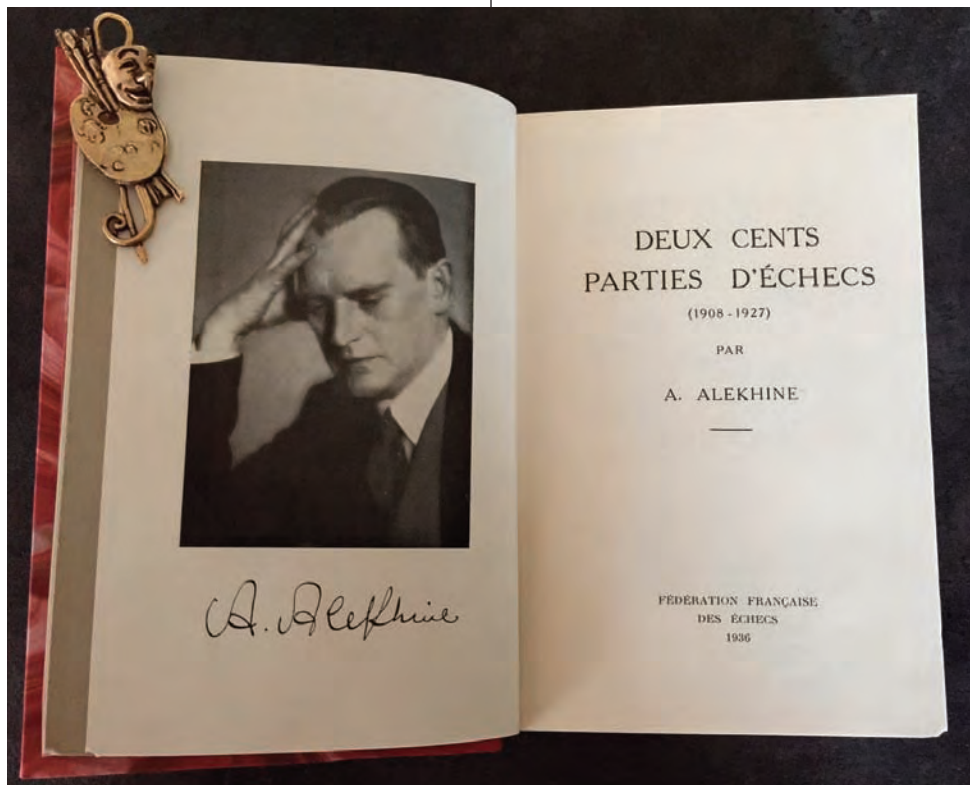 A. Alekhine
DEUX CENTS
PARTIES D'ÉCHECS
(1908-1927)
PAR
A. ALEKHINE
FÉDÉRATION FRANÇAISE
DES ÉCHECS
1936